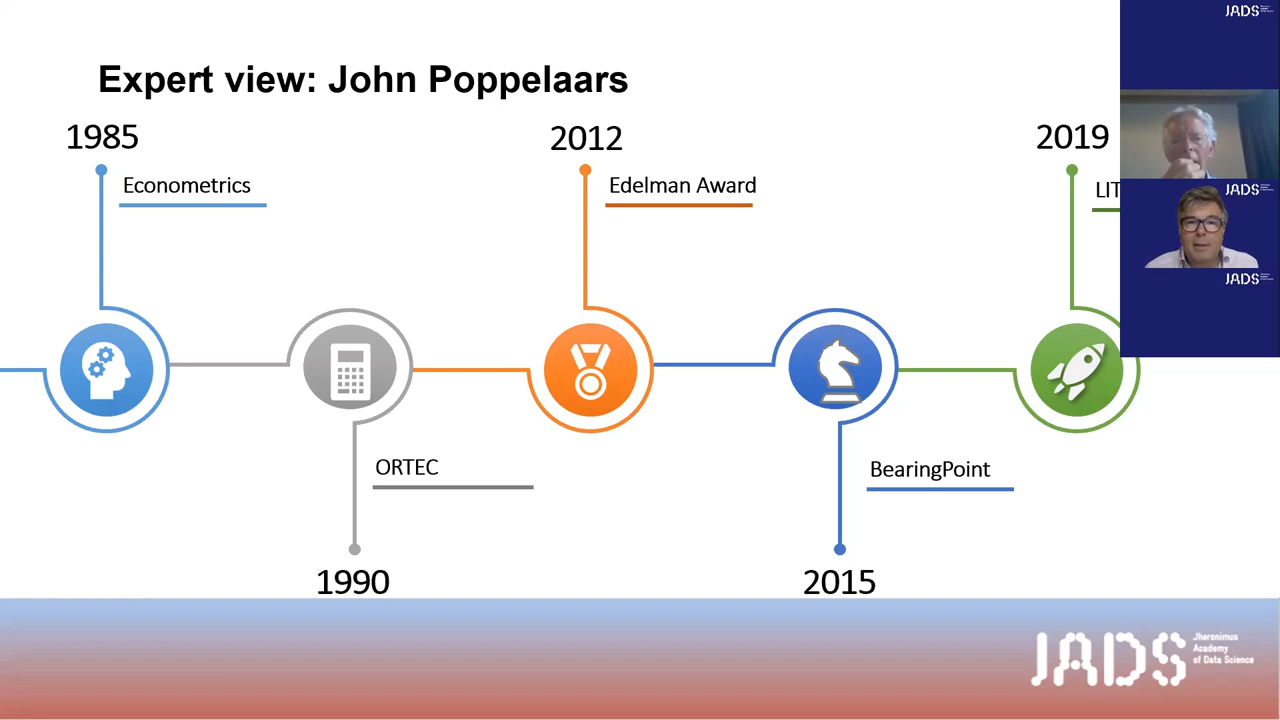 Expert view: John Poppelaars
1985
Econometrics
2012
Edelman Award
2019
LIT
ORTEC
1990
BearingPoint
2015
JADS
JADS
JADS
JADS
Jheronimus
Academy
of Data Science